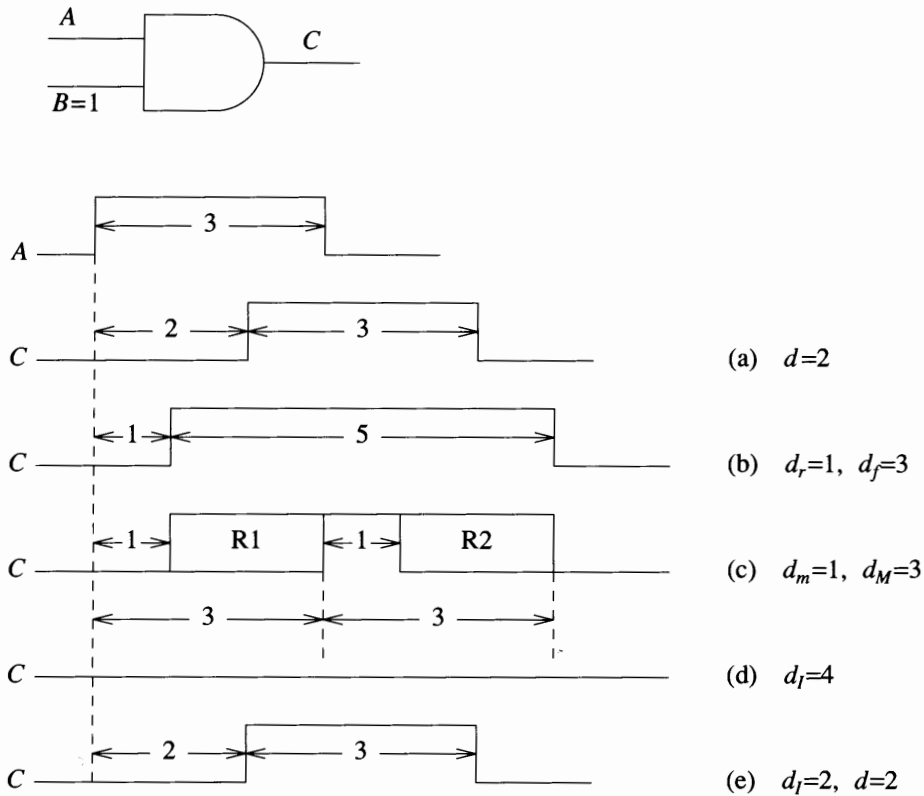 A
C
B=1
3
A
2 3
C
(a) d=2
1 5
C
(b) d_r=1, d_f=3
1 R1 1 R2
C
(c) d_m=1, d_M=3
3 3
C
(d) d_I=4
2 3
C
(e) d_I=2, d=2